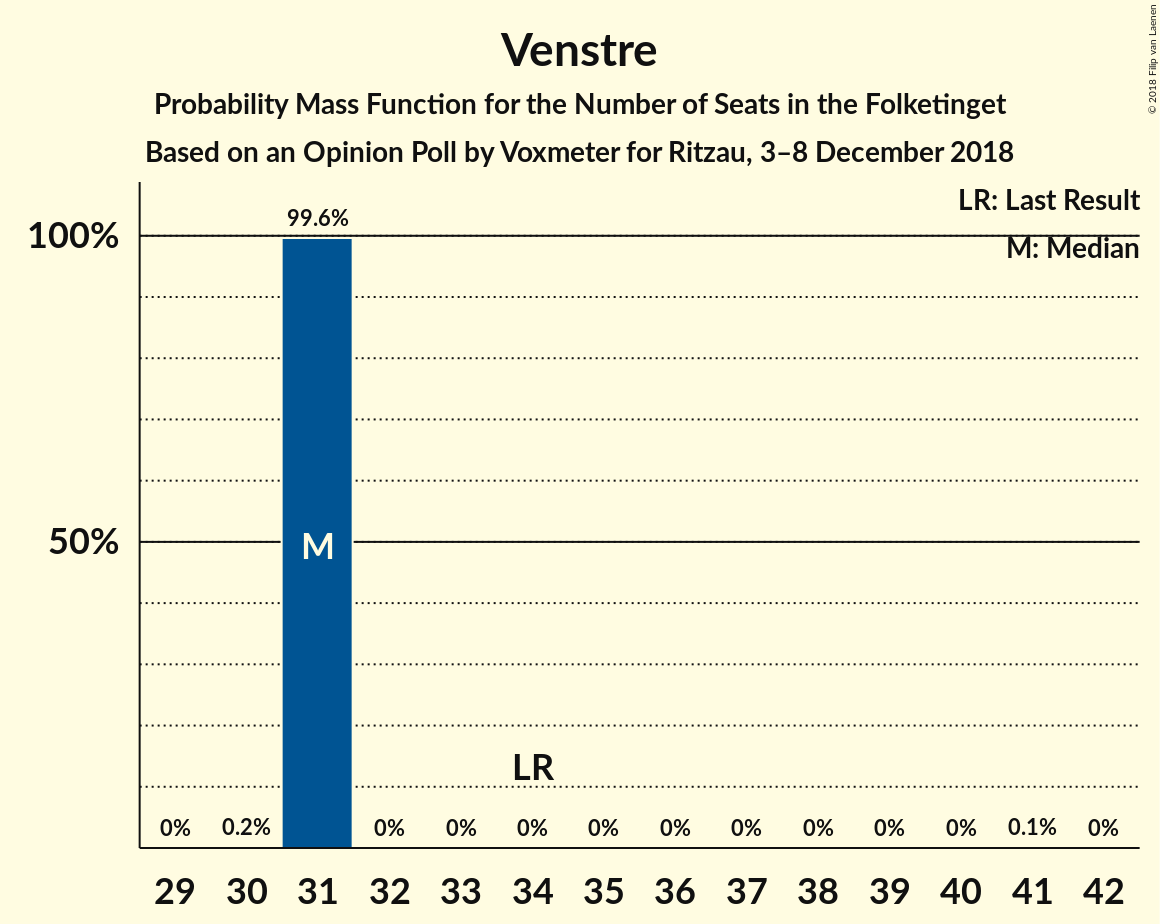 Venstre
Probability Mass Function for the Number of Seats in the Folketinget
Based on an Opinion Poll by Voxmeter for Ritzau, 3–8 December 2018
© 2018 Filip van Laenen
LR: Last Result
M: Median
99.6%
100%
50%
M
LR
0% 0.2% 0% 0% 0% 0% 0% 0% 0% 0% 0% 0.1% 0%
29 30 31 32 33 34 35 36 37 38 39 40 41 42